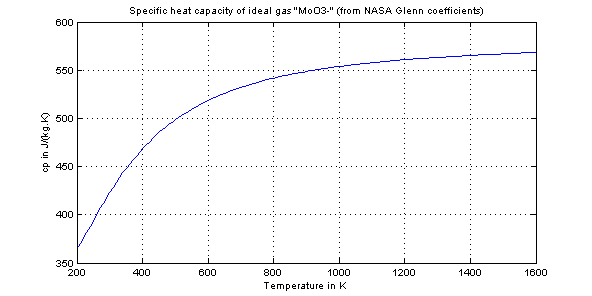 Specific heat capacity of ideal gas "MoO3-" (from NASA Glenn coefficients)
600
550
500
450
400
350
cp in J/(kg.K)
200 400 600 800 1000 1200 1400 1600
Temperature in K